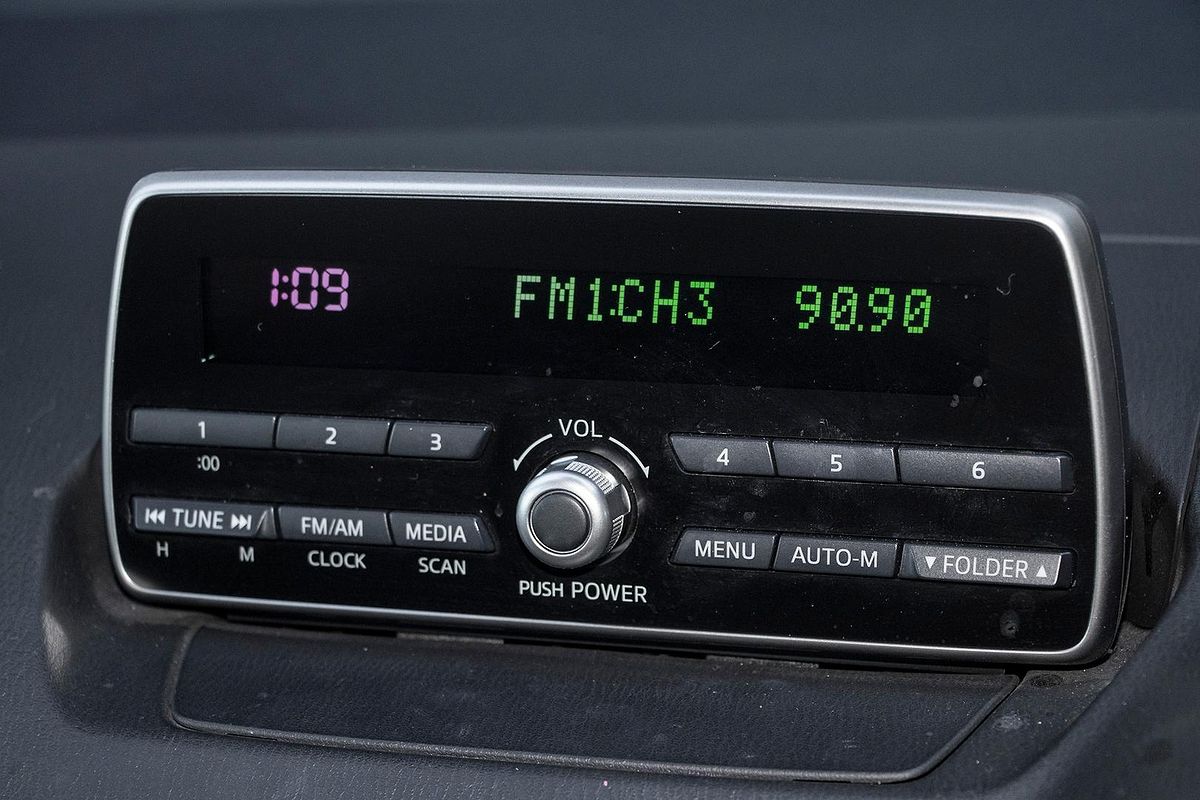 1:09 FM1:CH3 90.90
VOL
1 2 3 4 5 6
:00
⏮ TUNE ⏭ FM/AM MEDIA MENU AUTO-M ▼ FOLDER ▲
H M CLOCK SCAN
PUSH POWER